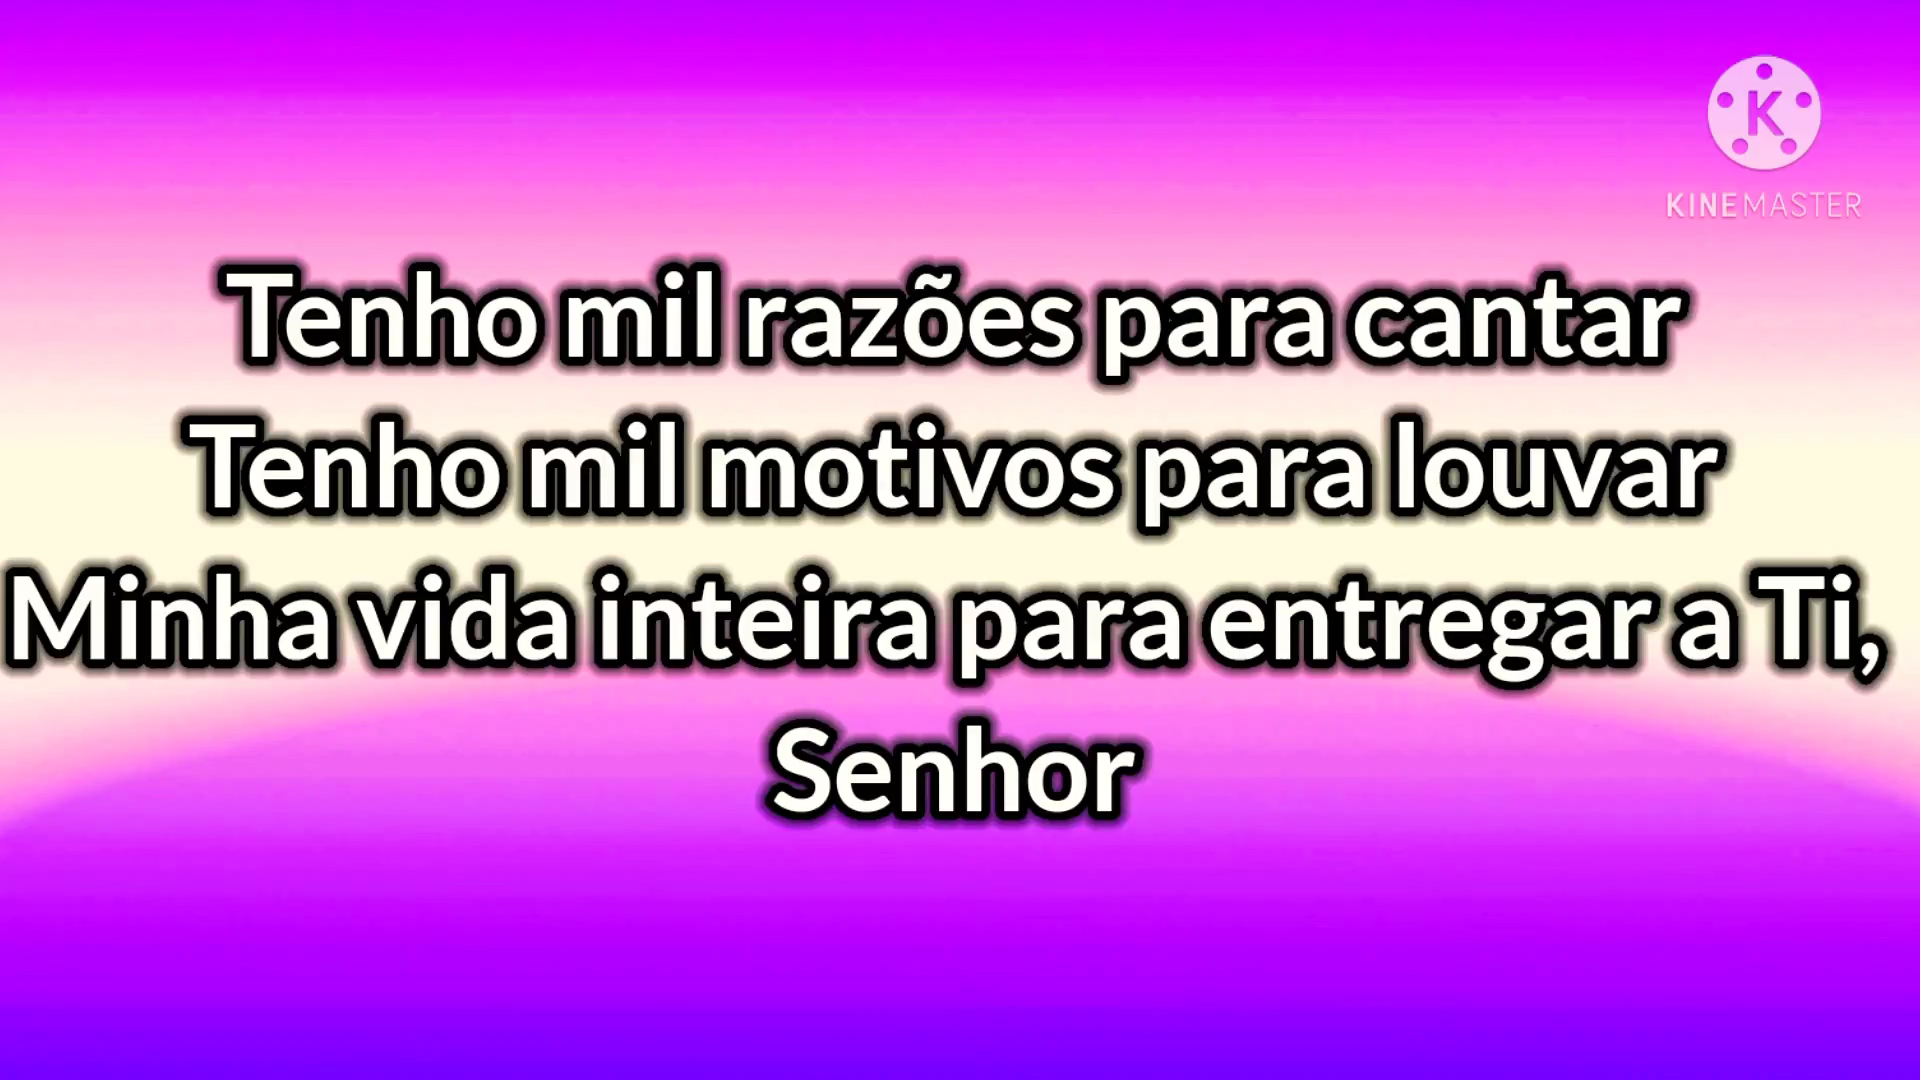 K
KINEMASTER
Tenho mil razões para cantar
Tenho mil motivos para louvar
Minha vida inteira para entregar a Ti,
Senhor